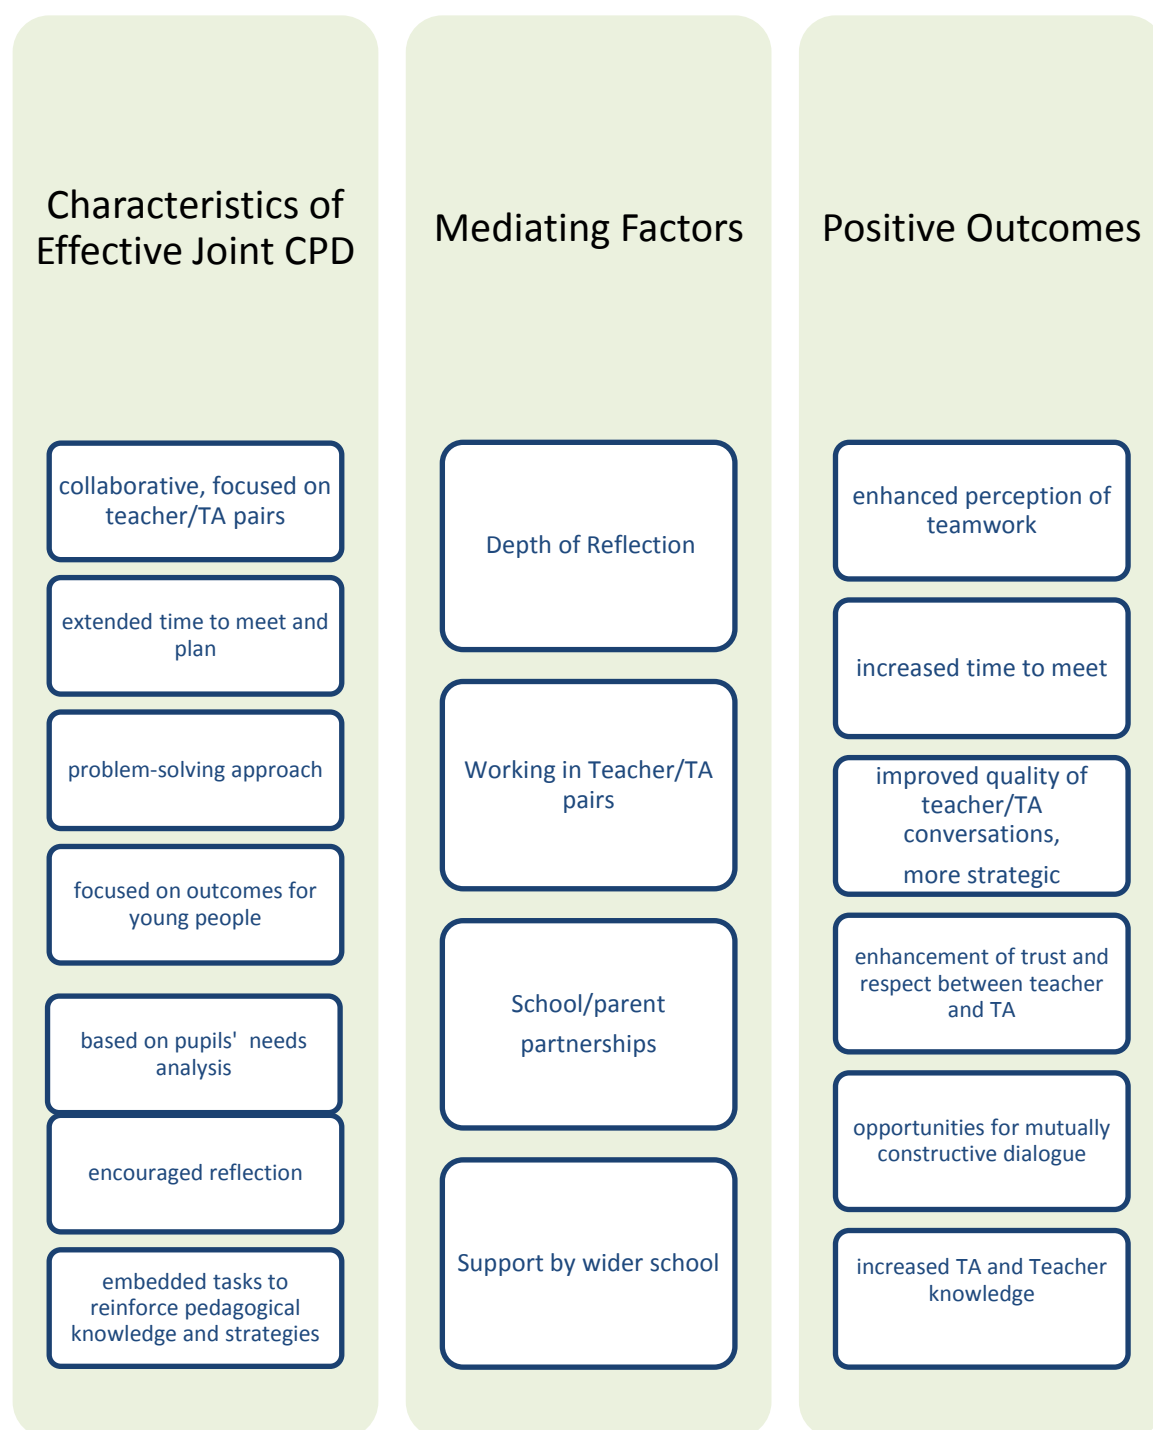 Characteristics of
Effective Joint CPD
collaborative, focused on
teacher/TA pairs
extended time to meet and
plan
problem-solving approach
focused on outcomes for
young people
based on pupils'  needs
analysis
encouraged reflection
embedded tasks to
reinforce pedagogical
knowledge and strategies
Mediating Factors
Depth of Reflection
Working in Teacher/TA
pairs
School/parent
partnerships
Support by wider school
Positive Outcomes
enhanced perception of
teamwork
increased time to meet
improved quality of
teacher/TA
conversations,
more strategic
enhancement of trust and
respect between teacher
and TA
opportunities for mutually
constructive dialogue
increased TA and Teacher
knowledge